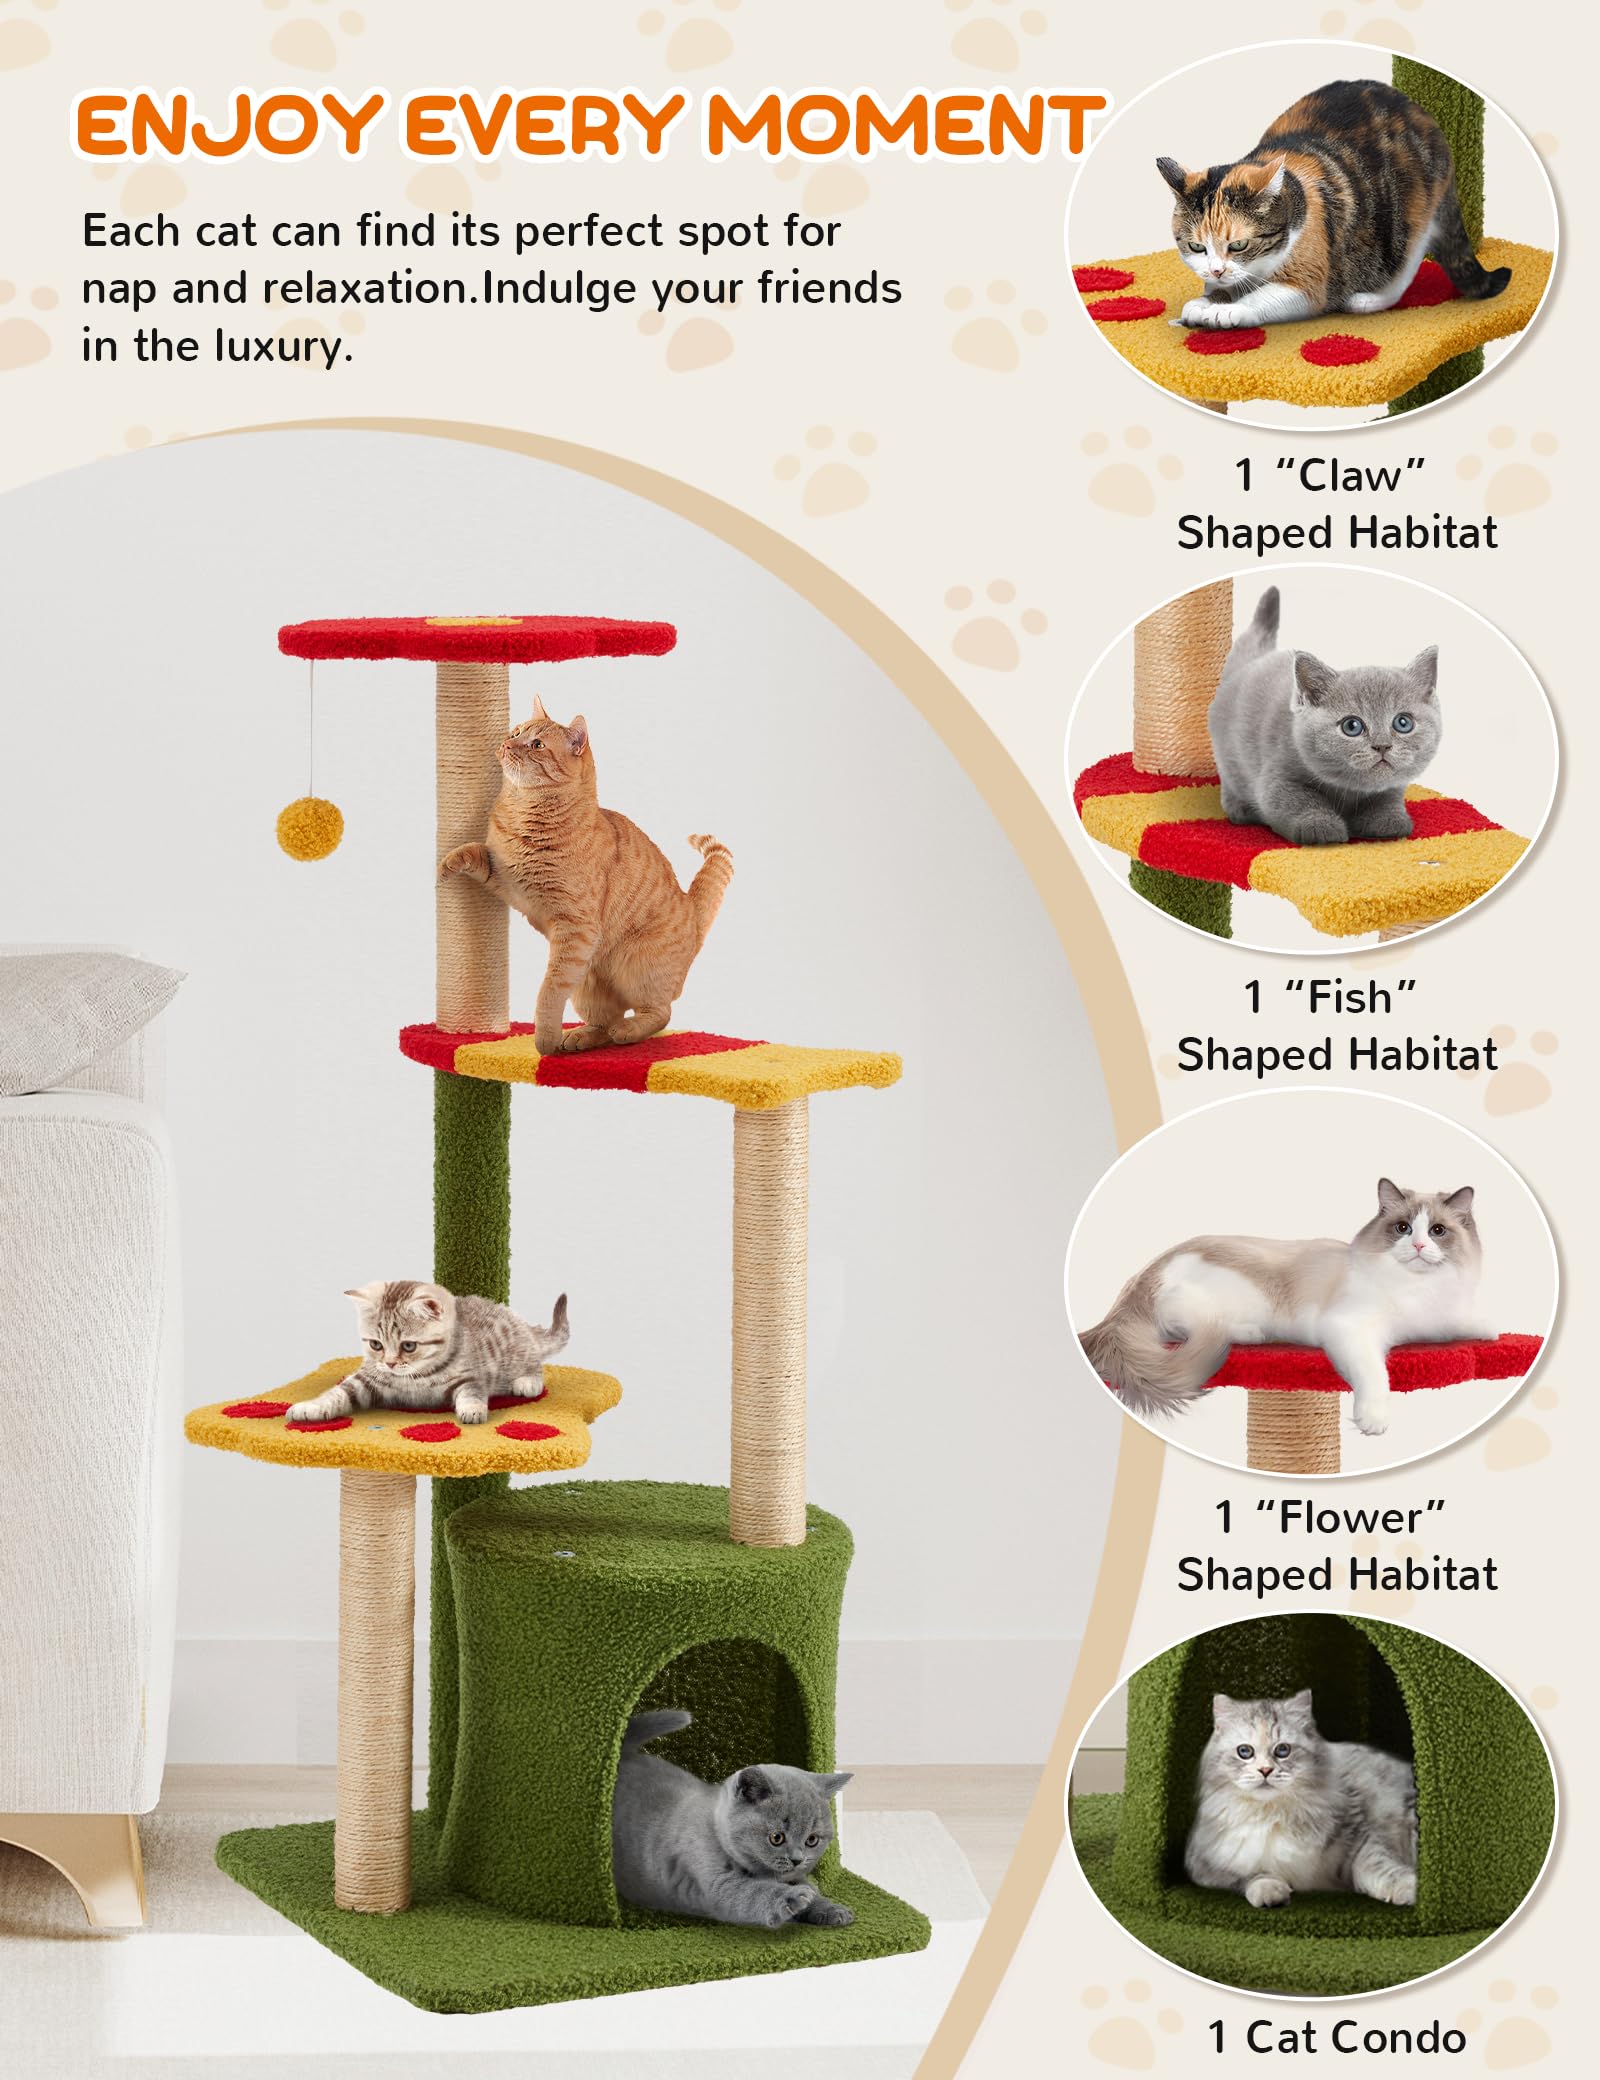 ENJOY EVERY MOMENT
Each cat can find its perfect spot for
nap and relaxation.Indulge your friends
in the luxury.
1 “Claw”
Shaped Habitat
1 “Fish”
Shaped Habitat
1 “Flower”
Shaped Habitat
1 Cat Condo